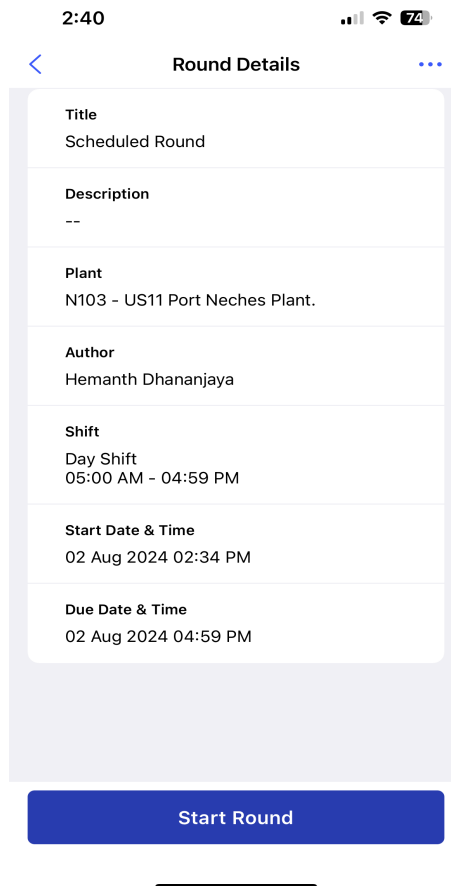 2:40
74
Round Details
Title
Scheduled Round
Description
--
Plant
N103 - US11 Port Neches Plant.
Author
Hemanth Dhananjaya
Shift
Day Shift
05:00 AM - 04:59 PM
Start Date & Time
02 Aug 2024 02:34 PM
Due Date & Time
02 Aug 2024 04:59 PM
Start Round